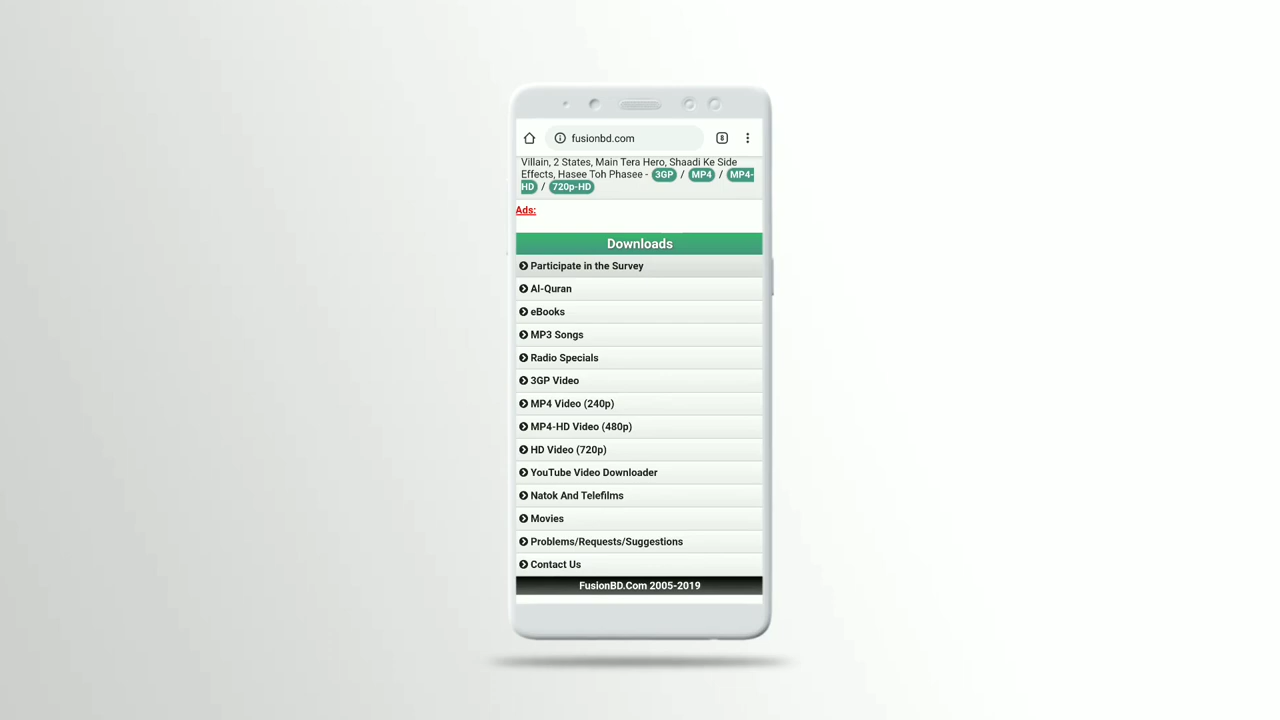 fusionbd.com
8
Villain, 2 States, Main Tera Hero, Shaadi Ke Side
Effects, Hasee Toh Phasee - 3GP / MP4 / MP4-
HD / 720p-HD
Ads:
Downloads
Participate in the Survey
Al-Quran
eBooks
MP3 Songs
Radio Specials
3GP Video
MP4 Video (240p)
MP4-HD Video (480p)
HD Video (720p)
YouTube Video Downloader
Natok And Telefilms
Movies
Problems/Requests/Suggestions
Contact Us
FusionBD.Com 2005-2019